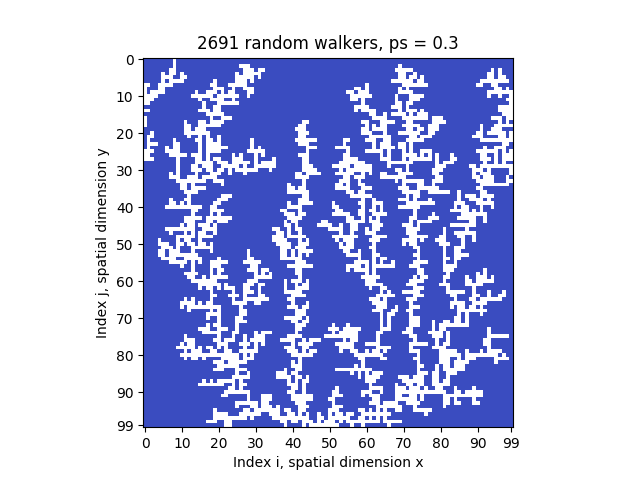 2691 random walkers, ps = 0.3
0
10
20
30
40
50
60
70
80
90
99
Index j, spatial dimension y
0 10 20 30 40 50 60 70 80 90 99
Index i, spatial dimension x